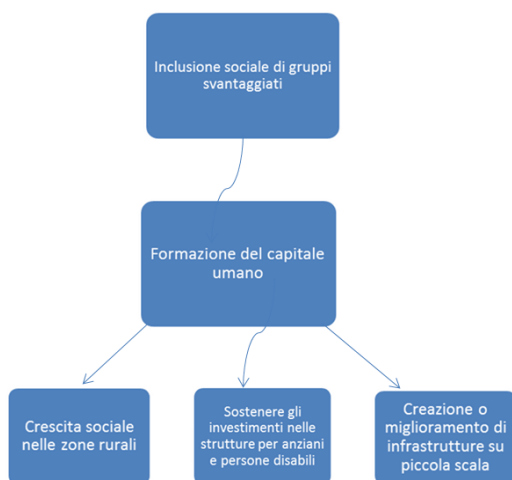 Inclusione sociale di gruppi
svantaggiati
Formazione del capitale
umano
Crescita sociale
nelle zone rurali
Sostenere gli
investimenti nelle
strutture per anziani
e persone disabili
Creazione o
miglioramento di
infrastrutture su
piccola scala